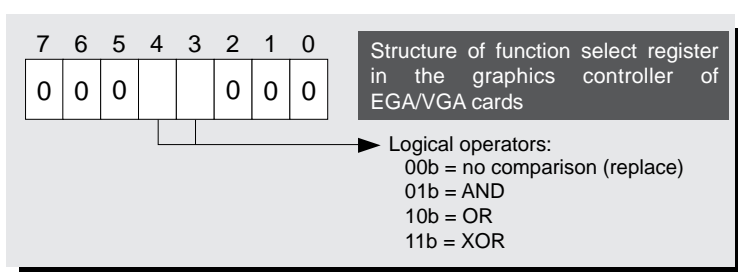 7 6 5 4 3 2 1 0
0 0 0 0 0 0
Structure of function select register
in the graphics controller of
EGA/VGA cards
Logical operators:
00b = no comparison (replace)
01b = AND
10b = OR
11b = XOR